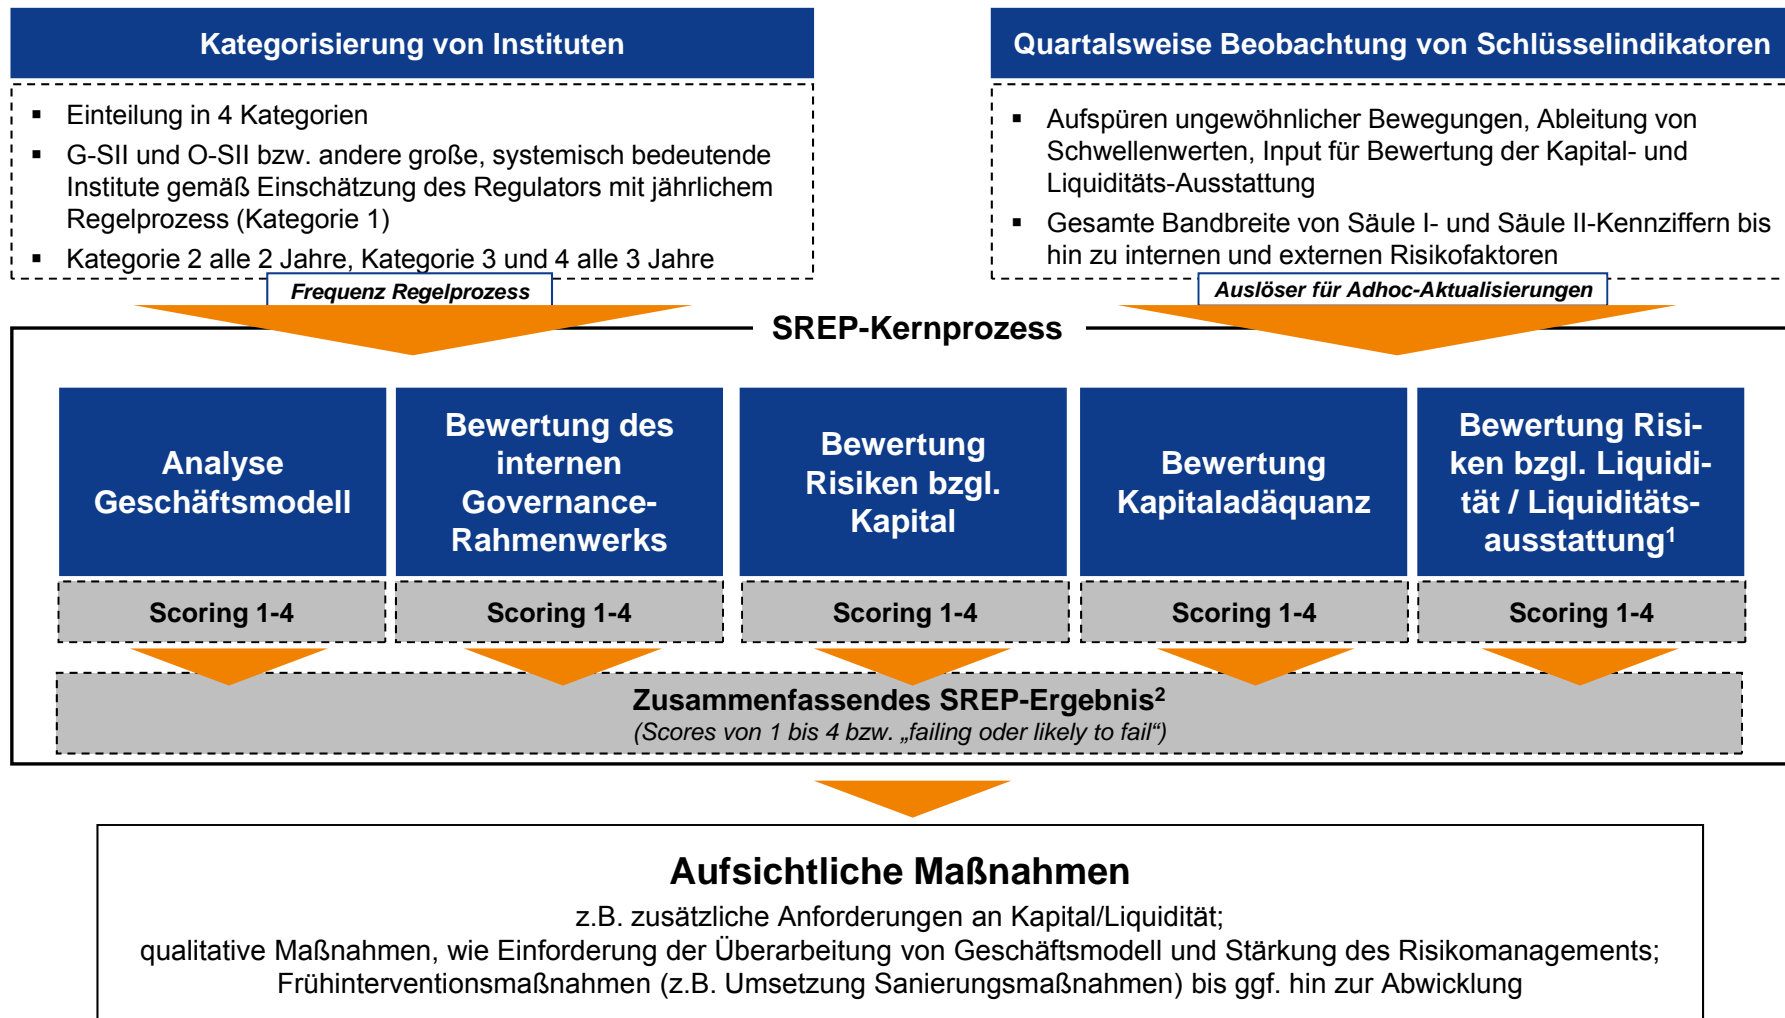 Kategorisierung von Instituten
▪ Einteilung in 4 Kategorien
▪ G-SII und O-SII bzw. andere große, systemisch bedeutende
Institute gemäß Einschätzung des Regulators mit jährlichem
Regelprozess (Kategorie 1)
▪ Kategorie 2 alle 2 Jahre, Kategorie 3 und 4 alle 3 Jahre
Frequenz Regelprozess
Quartalsweise Beobachtung von Schlüsselindikatoren
▪ Aufspüren ungewöhnlicher Bewegungen, Ableitung von
Schwellenwerten, Input für Bewertung der Kapital- und
Liquiditäts-Ausstattung
▪ Gesamte Bandbreite von Säule I- und Säule II-Kennziffern bis
hin zu internen und externen Risikofaktoren
Auslöser für Adhoc-Aktualisierungen
SREP-Kernprozess
Analyse
Geschäftsmodell
Scoring 1-4
Bewertung des
internen
Governance-
Rahmenwerks
Scoring 1-4
Bewertung
Risiken bzgl.
Kapital
Scoring 1-4
Bewertung
Kapitaladäquanz
Scoring 1-4
Bewertung Risi-
ken bzgl. Liquidi-
tät / Liquiditäts-
ausstattung¹
Scoring 1-4
Zusammenfassendes SREP-Ergebnis²
(Scores von 1 bis 4 bzw. „failing oder likely to fail“)
Aufsichtliche Maßnahmen
z.B. zusätzliche Anforderungen an Kapital/Liquidität;
qualitative Maßnahmen, wie Einforderung der Überarbeitung von Geschäftsmodell und Stärkung des Risikomanagements;
Frühinterventionsmaßnahmen (z.B. Umsetzung Sanierungsmaßnahmen) bis ggf. hin zur Abwicklung